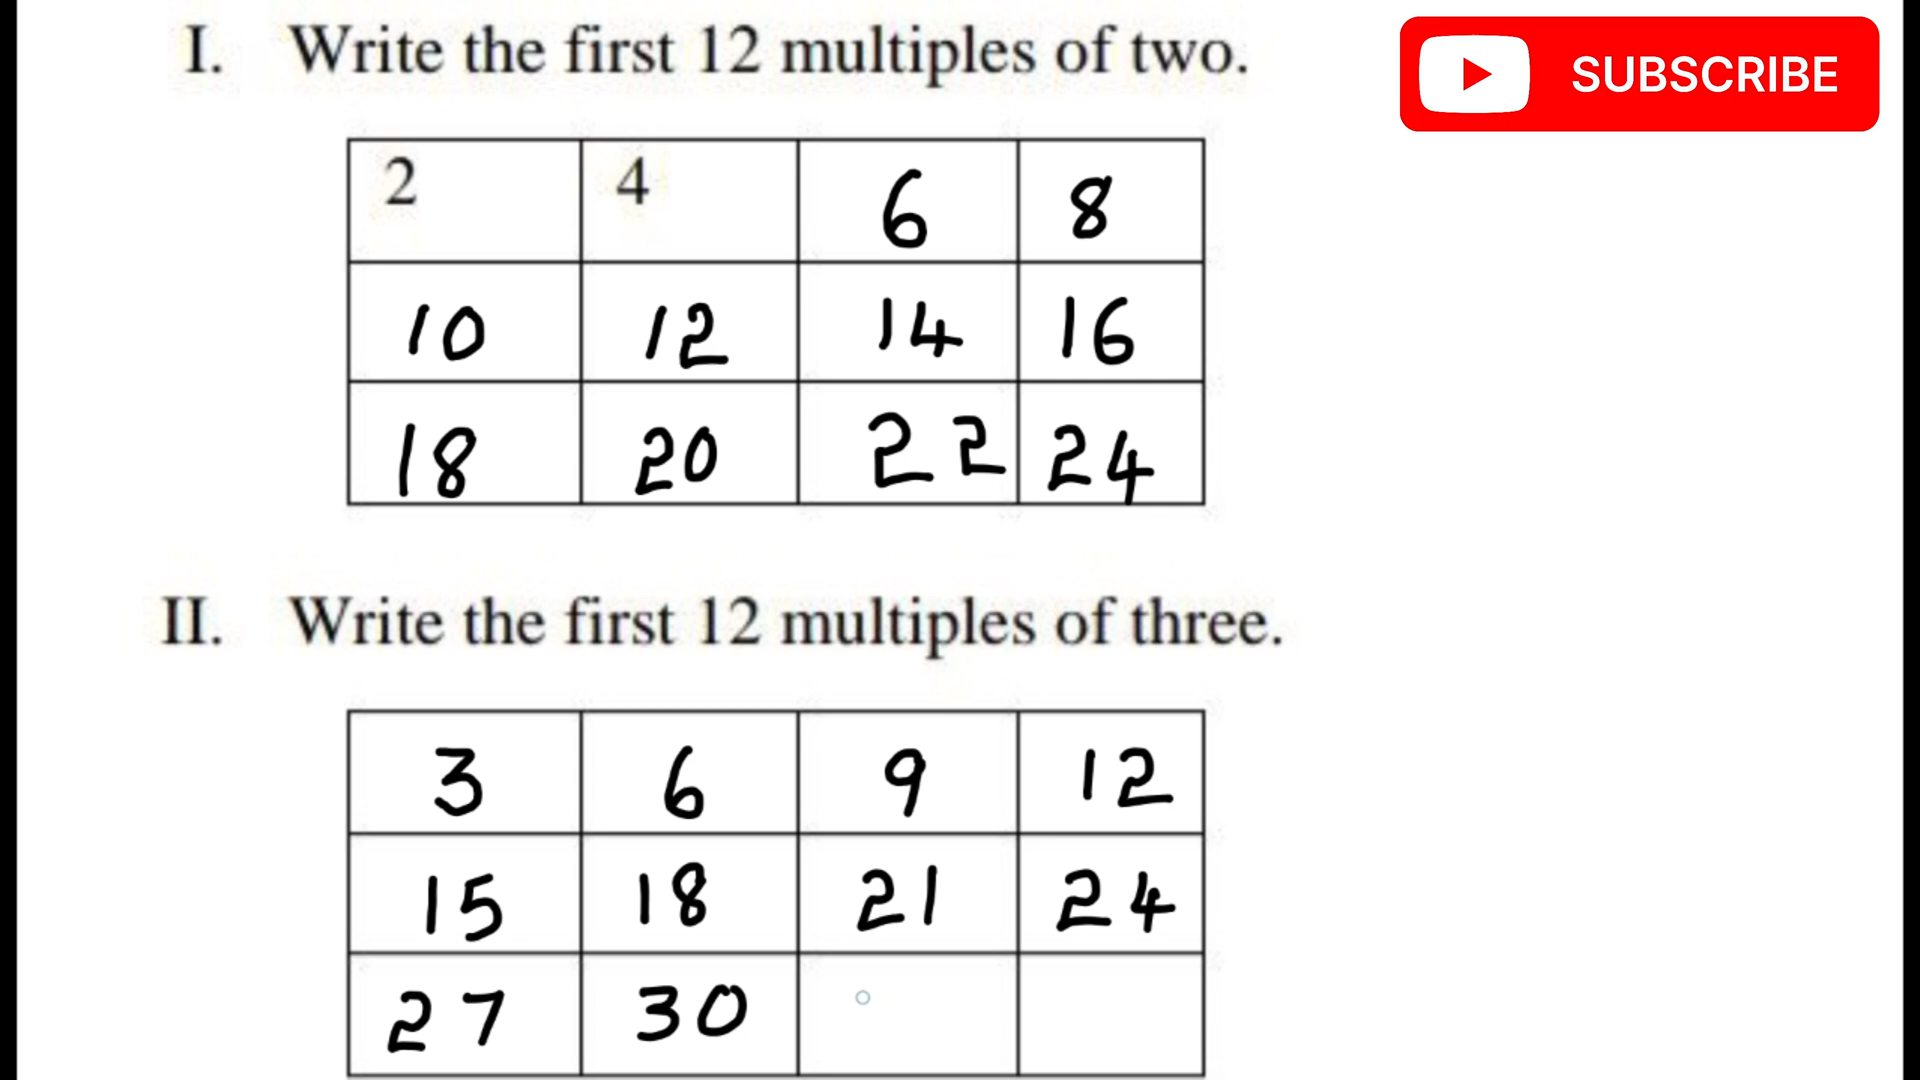 I. Write the first 12 multiples of two.
SUBSCRIBE
2 4 6 8
10 12 14 16
18 20 22 24
II. Write the first 12 multiples of three.
3 6 9 12
15 18 21 24
27 30